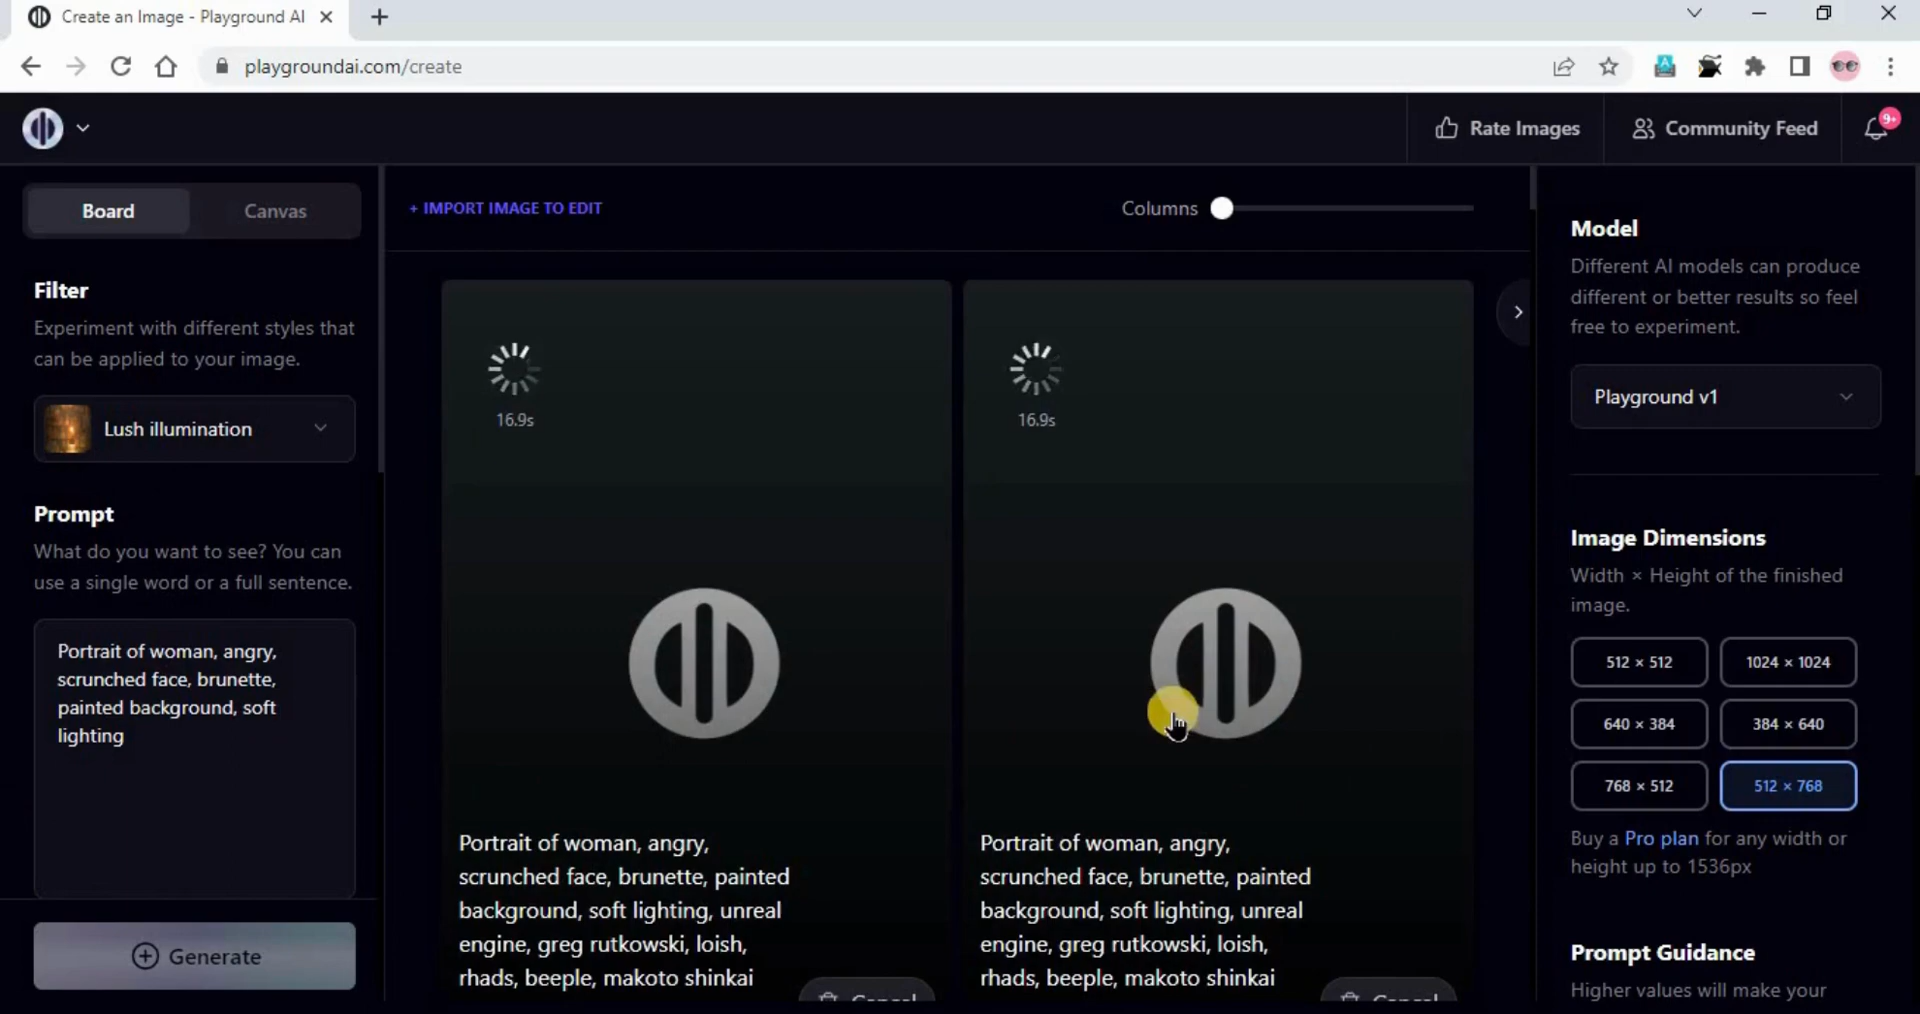 Create an Image - Playground AI
playgroundai.com/create
Rate Images
Community Feed
9+
Board
Canvas
+ IMPORT IMAGE TO EDIT
Columns
Filter
Experiment with different styles that
can be applied to your image.
Lush illumination
Prompt
What do you want to see? You can
use a single word or a full sentence.
Portrait of woman, angry,
scrunched face, brunette,
painted background, soft
lighting
Generate
16.9s
Portrait of woman, angry,
scrunched face, brunette, painted
background, soft lighting, unreal
engine, greg rutkowski, loish,
rhads, beeple, makoto shinkai
Cancel
16.9s
Portrait of woman, angry,
scrunched face, brunette, painted
background, soft lighting, unreal
engine, greg rutkowski, loish,
rhads, beeple, makoto shinkai
Cancel
Model
Different AI models can produce
different or better results so feel
free to experiment.
Playground v1
Image Dimensions
Width × Height of the finished
image.
512 × 512
1024 × 1024
640 × 384
384 × 640
768 × 512
512 × 768
Buy a Pro plan for any width or
height up to 1536px
Prompt Guidance
Higher values will make your